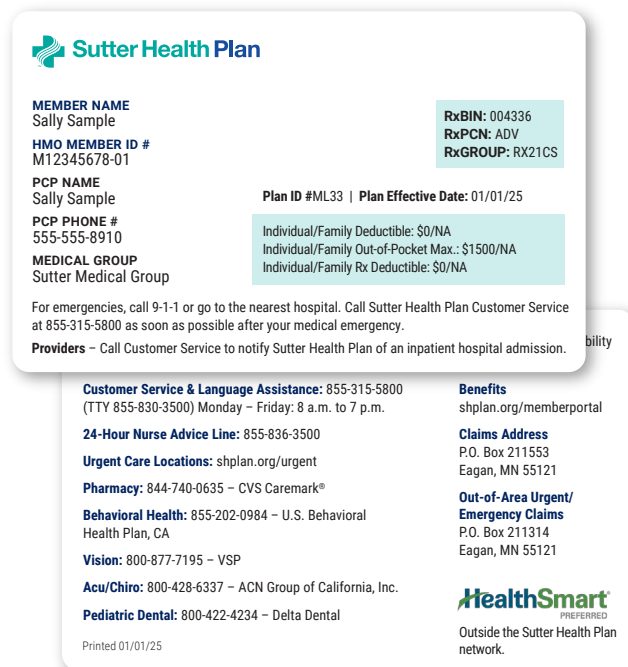 Sutter Health Plan
MEMBER NAME
Sally Sample
HMO MEMBER ID #
M12345678-01
PCP NAME
Sally Sample
PCP PHONE #
555-555-8910
MEDICAL GROUP
Sutter Medical Group
RxBIN: 004336
RxPCN: ADV
RxGROUP: RX21CS
Plan ID #ML33 | Plan Effective Date: 01/01/25
Individual/Family Deductible: $0/NA
Individual/Family Out-of-Pocket Max.: $1500/NA
Individual/Family Rx Deductible: $0/NA
For emergencies, call 9-1-1 or go to the nearest hospital. Call Sutter Health Plan Customer Service
at 855-315-5800 as soon as possible after your medical emergency.
Providers – Call Customer Service to notify Sutter Health Plan of an inpatient hospital admission.
bility
Customer Service & Language Assistance: 855-315-5800
(TTY 855-830-3500) Monday – Friday: 8 a.m. to 7 p.m.
24-Hour Nurse Advice Line: 855-836-3500
Urgent Care Locations: shplan.org/urgent
Pharmacy: 844-740-0635 – CVS Caremark®
Behavioral Health: 855-202-0984 – U.S. Behavioral
Health Plan, CA
Vision: 800-877-7195 – VSP
Acu/Chiro: 800-428-6337 – ACN Group of California, Inc.
Pediatric Dental: 800-422-4234 – Delta Dental
Printed 01/01/25
Benefits
shplan.org/memberportal
Claims Address
P.O. Box 211553
Eagan, MN 55121
Out-of-Area Urgent/
Emergency Claims
P.O. Box 211314
Eagan, MN 55121
HealthSmart®
PREFERRED
Outside the Sutter Health Plan
network.